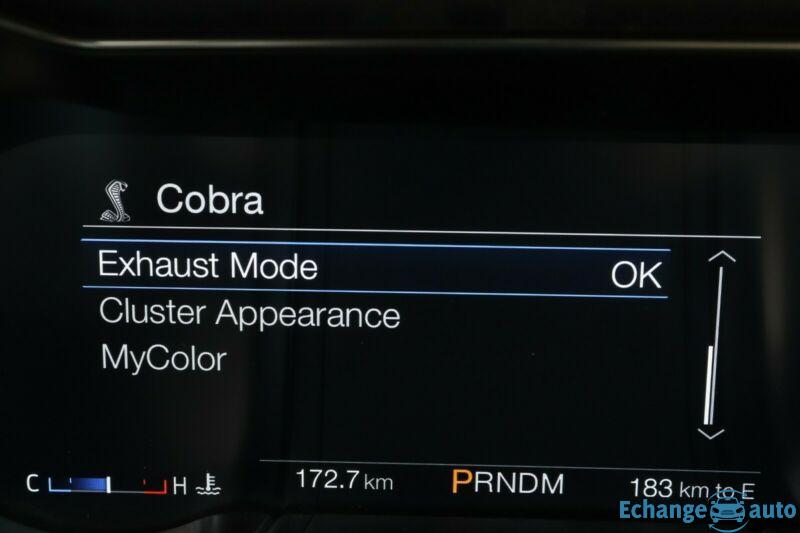 Cobra
Exhaust Mode OK
Cluster Appearance
MyColor
C H 172.7 km PRNDM 183 km to E
Echange auto